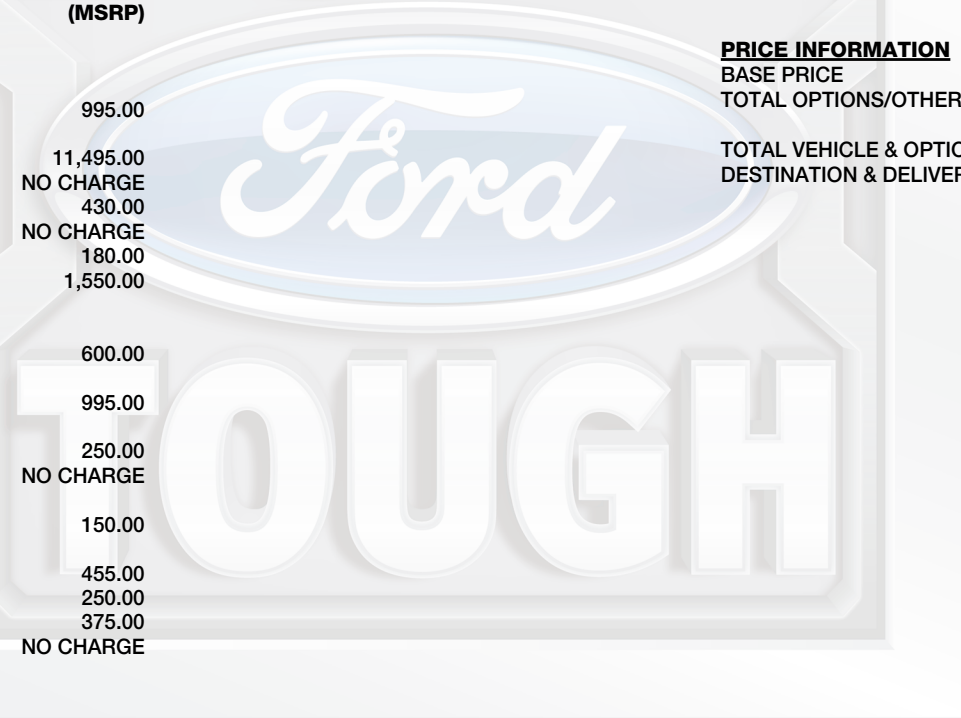 (MSRP)
995.00
11,495.00
NO CHARGE
430.00
NO CHARGE
180.00
1,550.00
600.00
995.00
250.00
NO CHARGE
150.00
455.00
250.00
375.00
NO CHARGE
PRICE INFORMATION
BASE PRICE
TOTAL OPTIONS/OTHER
TOTAL VEHICLE & OPTIO
DESTINATION & DELIVER
Ford
TOUGH